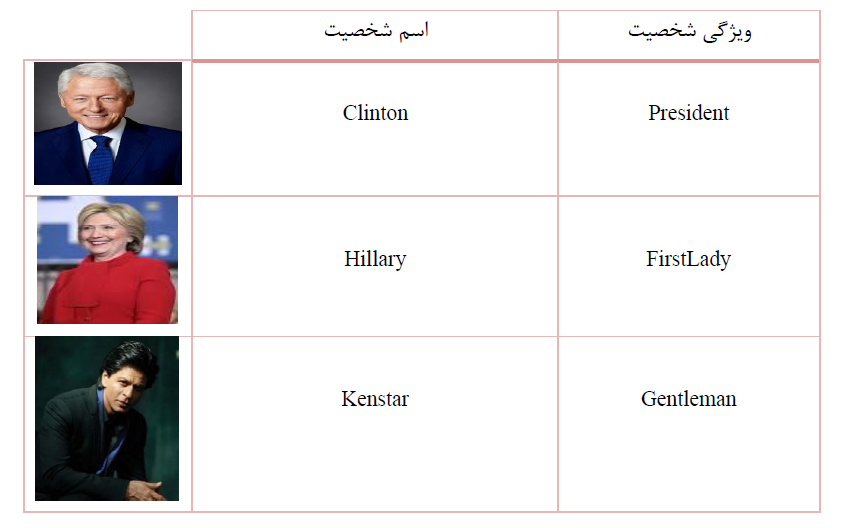 اسم شخصیت
ویژگی شخصیت
Clinton
President
Hillary
FirstLady
Kenstar
Gentleman